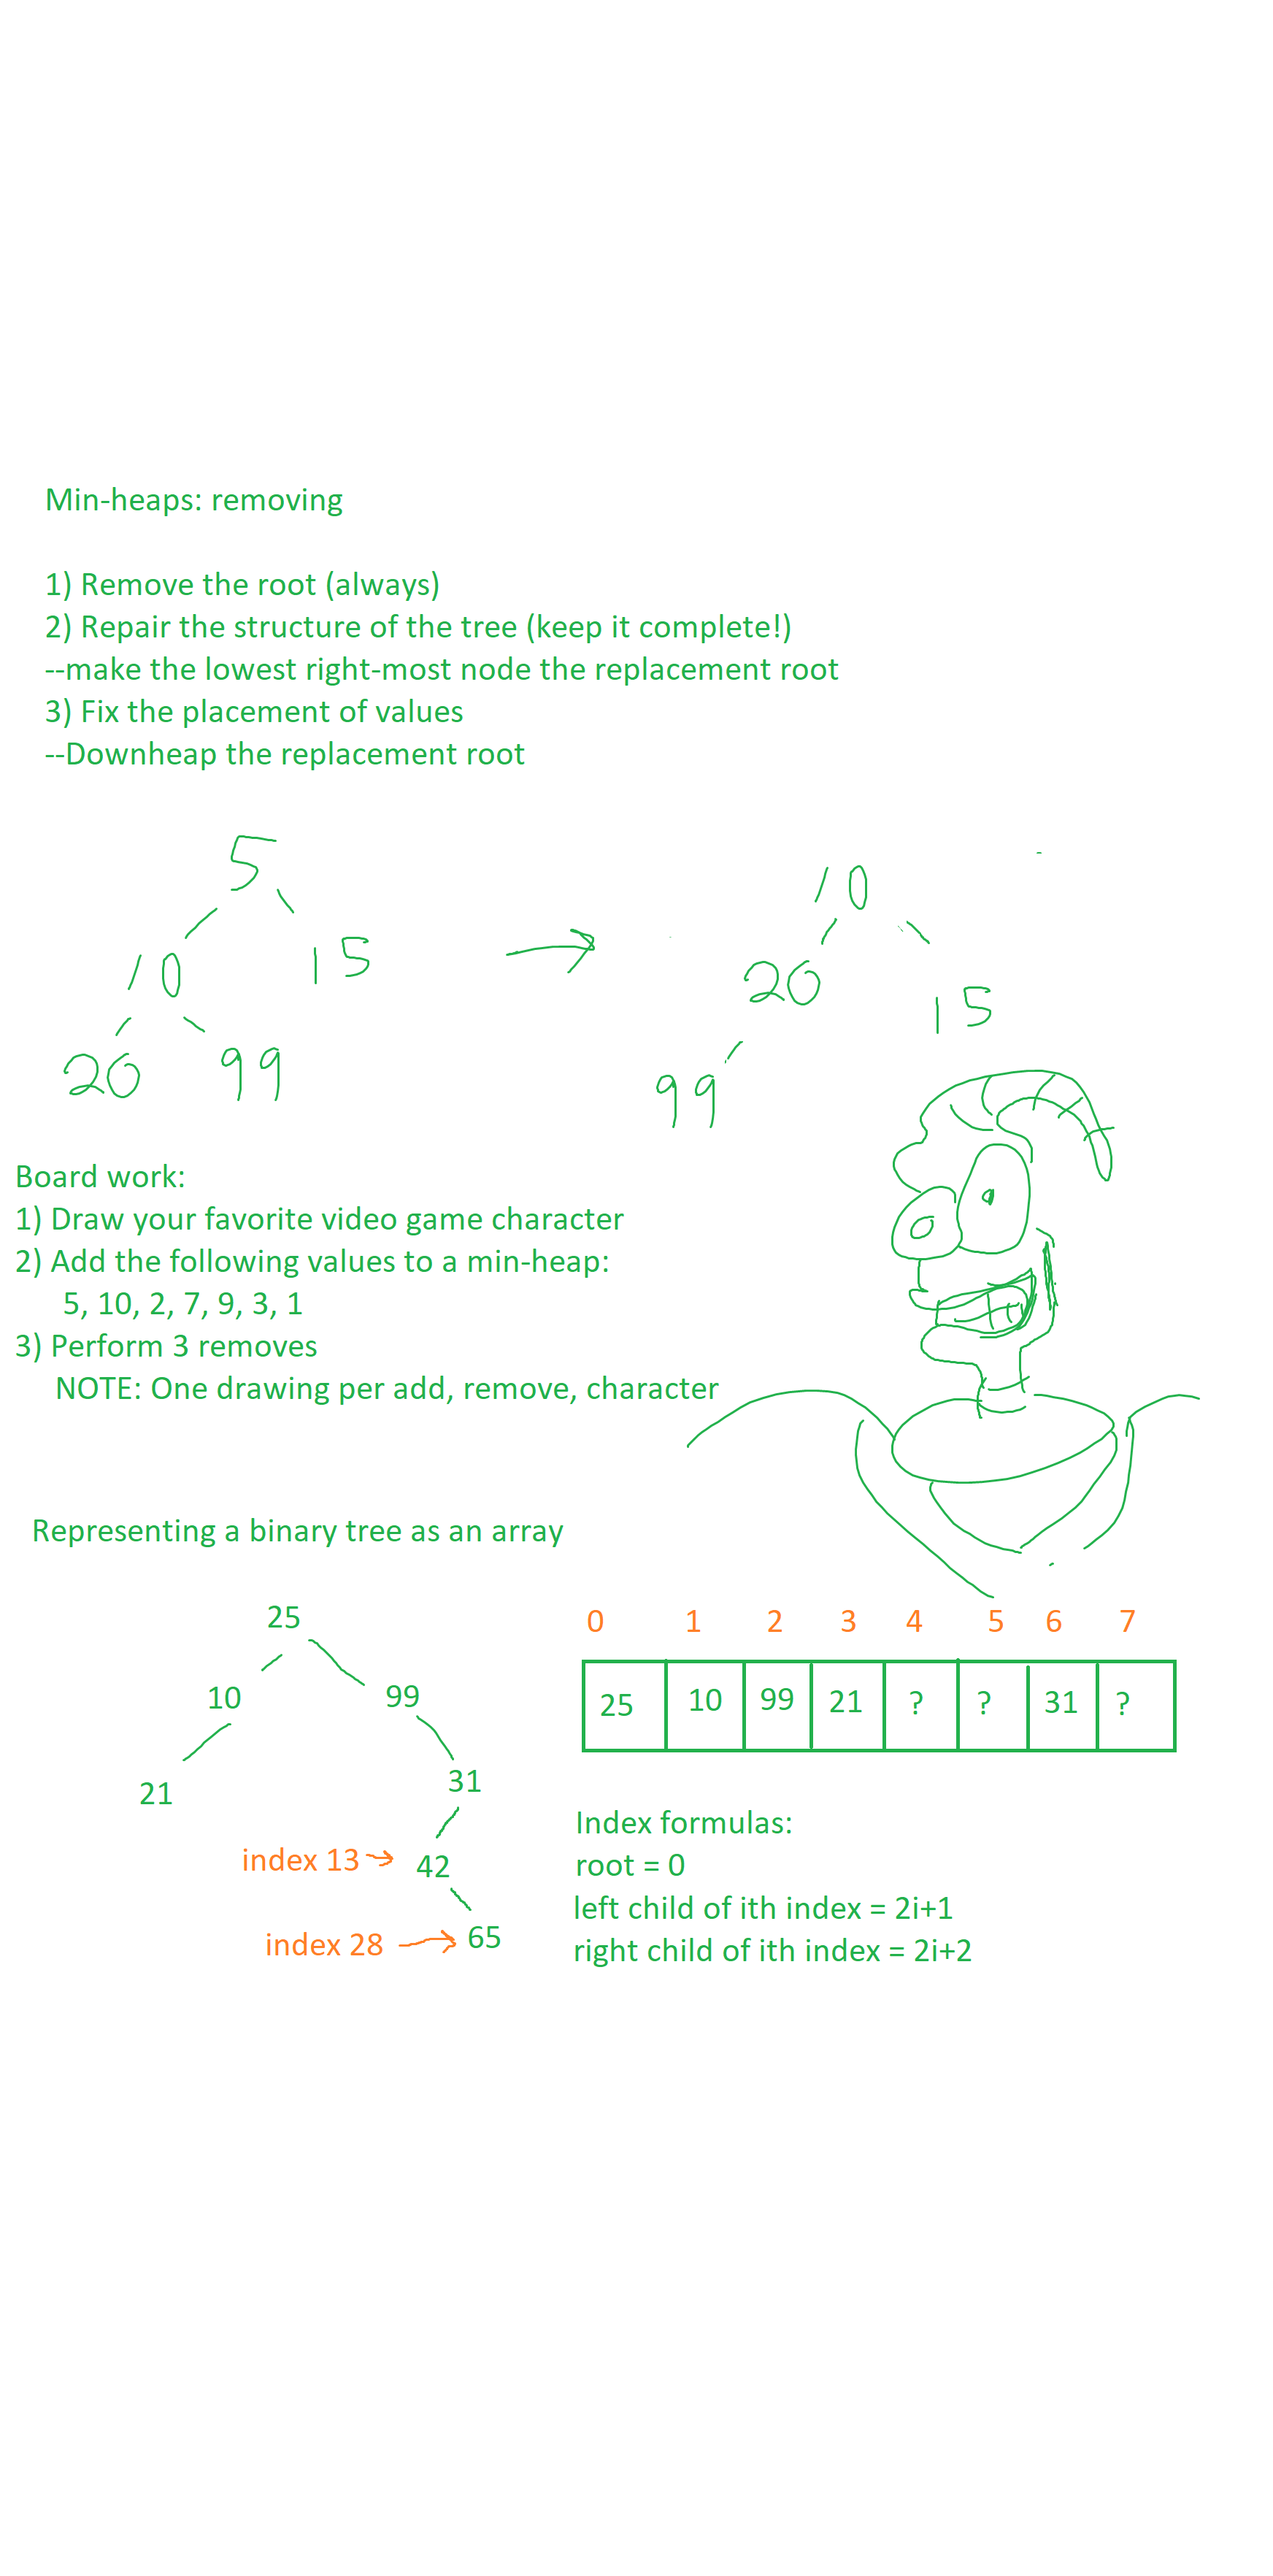 Min-heaps: removing
1) Remove the root (always)
2) Repair the structure of the tree (keep it complete!)
--make the lowest right-most node the replacement root
3) Fix the placement of values
--Downheap the replacement root
5
10 15
20 99
10
20 15
99
Board work:
1) Draw your favorite video game character
2) Add the following values to a min-heap:
5, 10, 2, 7, 9, 3, 1
3) Perform 3 removes
NOTE: One drawing per add, remove, character
Representing a binary tree as an array
25
10 99
21 31
index 13 42
index 28 65
0 1 2 3 4 5 6 7
25 10 99 21 ? ? 31 ?
Index formulas:
root = 0
left child of ith index = 2i+1
right child of ith index = 2i+2